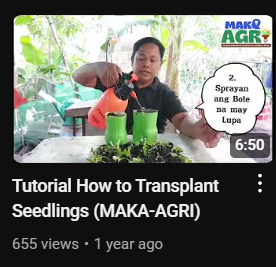 MAKA
AGRI
2.
Sprayan
ang Bote
na may
Lupa
6:50
Tutorial How to Transplant
Seedlings (MAKA-AGRI)
655 views • 1 year ago